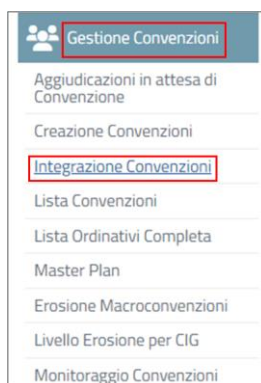 Gestione Convenzioni
Aggiudicazioni in attesa di
Convenzione
Creazione Convenzioni
Integrazione Convenzioni
Lista Convenzioni
Lista Ordinativi Completa
Master Plan
Erosione Macroconvenzioni
Livello Erosione per CIG
Monitoraggio Convenzioni